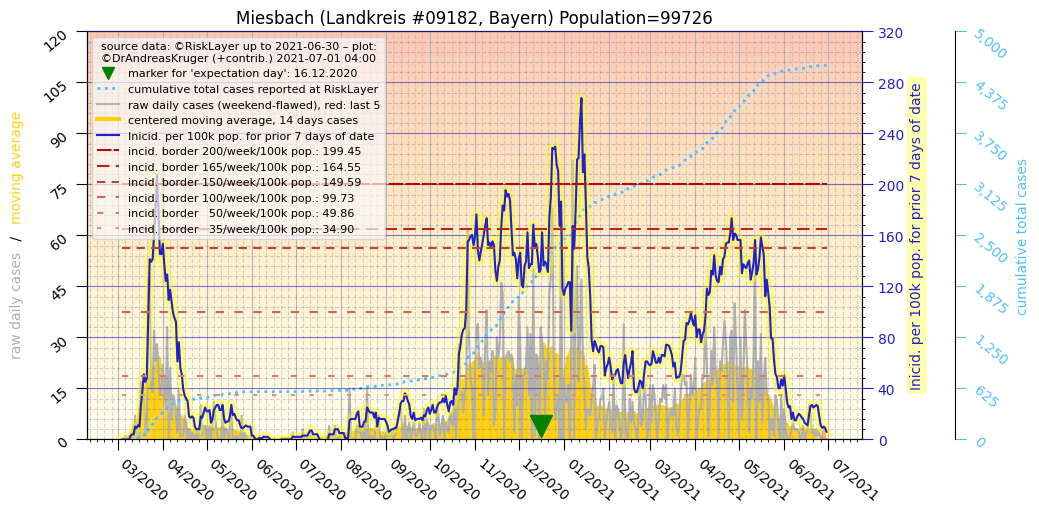 Miesbach (Landkreis #09182, Bayern) Population=99726
source data: ©RiskLayer up to 2021-06-30 – plot:
©DrAndreasKruger (+contrib.) 2021-07-01 04:00
marker for 'expectation day': 16.12.2020
cumulative total cases reported at RiskLayer
raw daily cases (weekend-flawed), red: last 5
centered moving average, 14 days cases
Inicid. per 100k pop. for prior 7 days of date
incid. border 200/week/100k pop.: 199.45
incid. border 165/week/100k pop.: 164.55
incid. border 150/week/100k pop.: 149.59
incid. border 100/week/100k pop.: 99.73
incid. border   50/week/100k pop.: 49.86
incid. border   35/week/100k pop.: 34.90
raw daily cases / moving average
120
105
90
75
60
45
30
15
0
03/2020
04/2020
05/2020
06/2020
07/2020
08/2020
09/2020
10/2020
11/2020
12/2020
01/2021
02/2021
03/2021
04/2021
05/2021
06/2021
07/2021
320
280
240
200
160
120
80
40
0
Inicid. per 100k pop. for prior 7 days of date
5,000
4,375
3,750
3,125
2,500
1,875
1,250
625
0
cumulative total cases